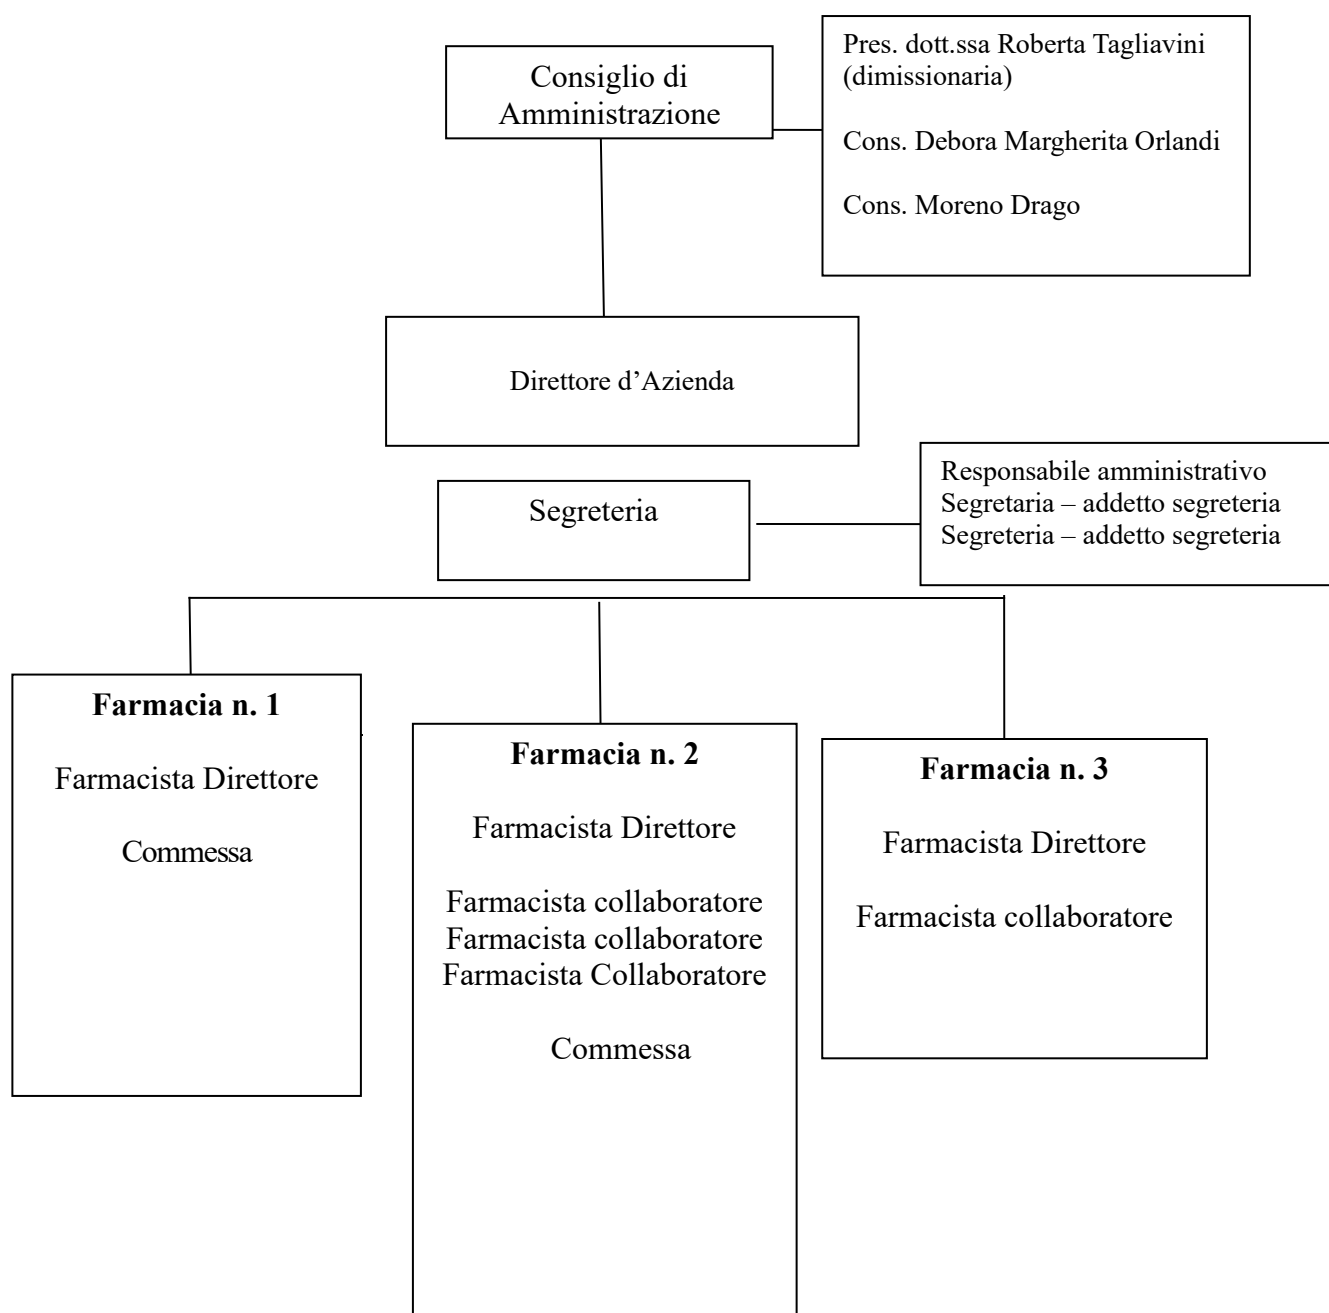 Consiglio di
Amministrazione
Pres. dott.ssa Roberta Tagliavini
(dimissionaria)
Cons. Debora Margherita Orlandi
Cons. Moreno Drago
Direttore d’Azienda
Segreteria
Responsabile amministrativo
Segretaria – addetto segreteria
Segreteria – addetto segreteria
Farmacia n. 1
Farmacista Direttore
Commessa
Farmacia n. 2
Farmacista Direttore
Farmacista collaboratore
Farmacista collaboratore
Farmacista Collaboratore
Commessa
Farmacia n. 3
Farmacista Direttore
Farmacista collaboratore